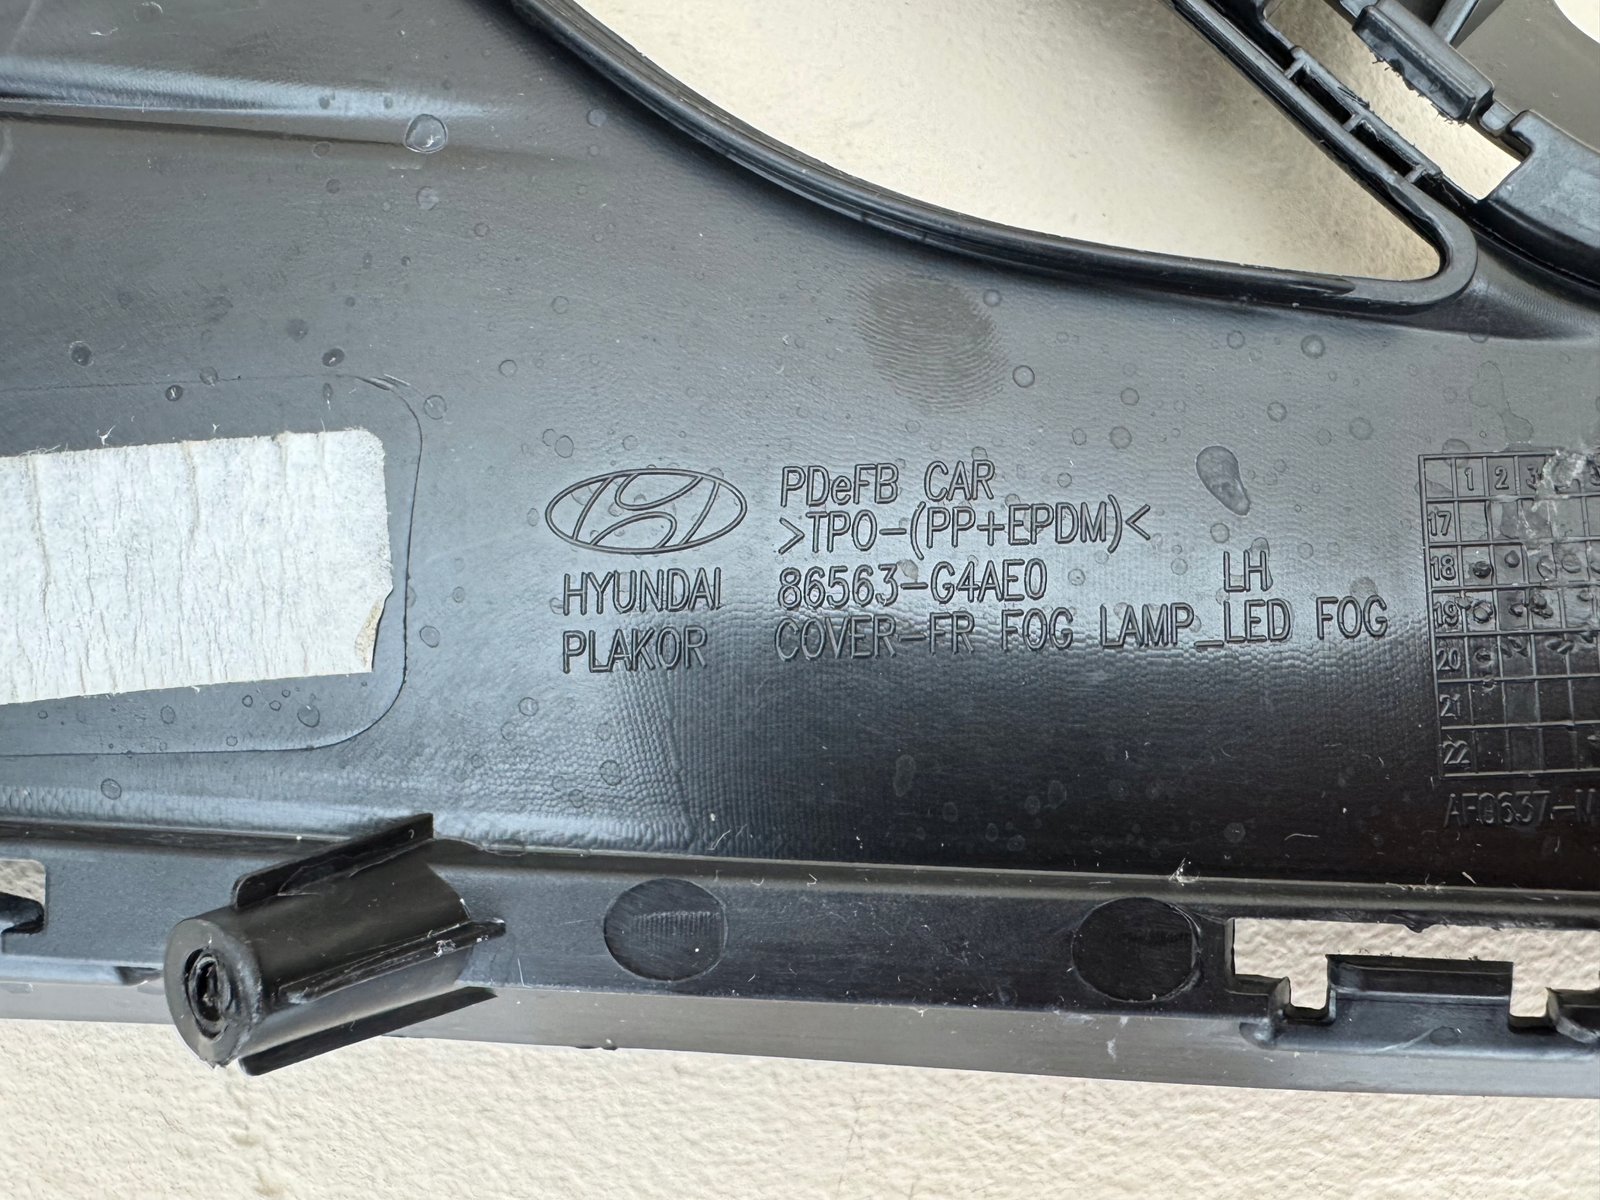 PDeFB CAR
>TPO-(PP+EPDM)<
HYUNDAI
86563-G4AE0
LH
PLAKOR
COVER-FR FOG LAMP_LED FOG
1 2 3
17
18
19
20
21
22